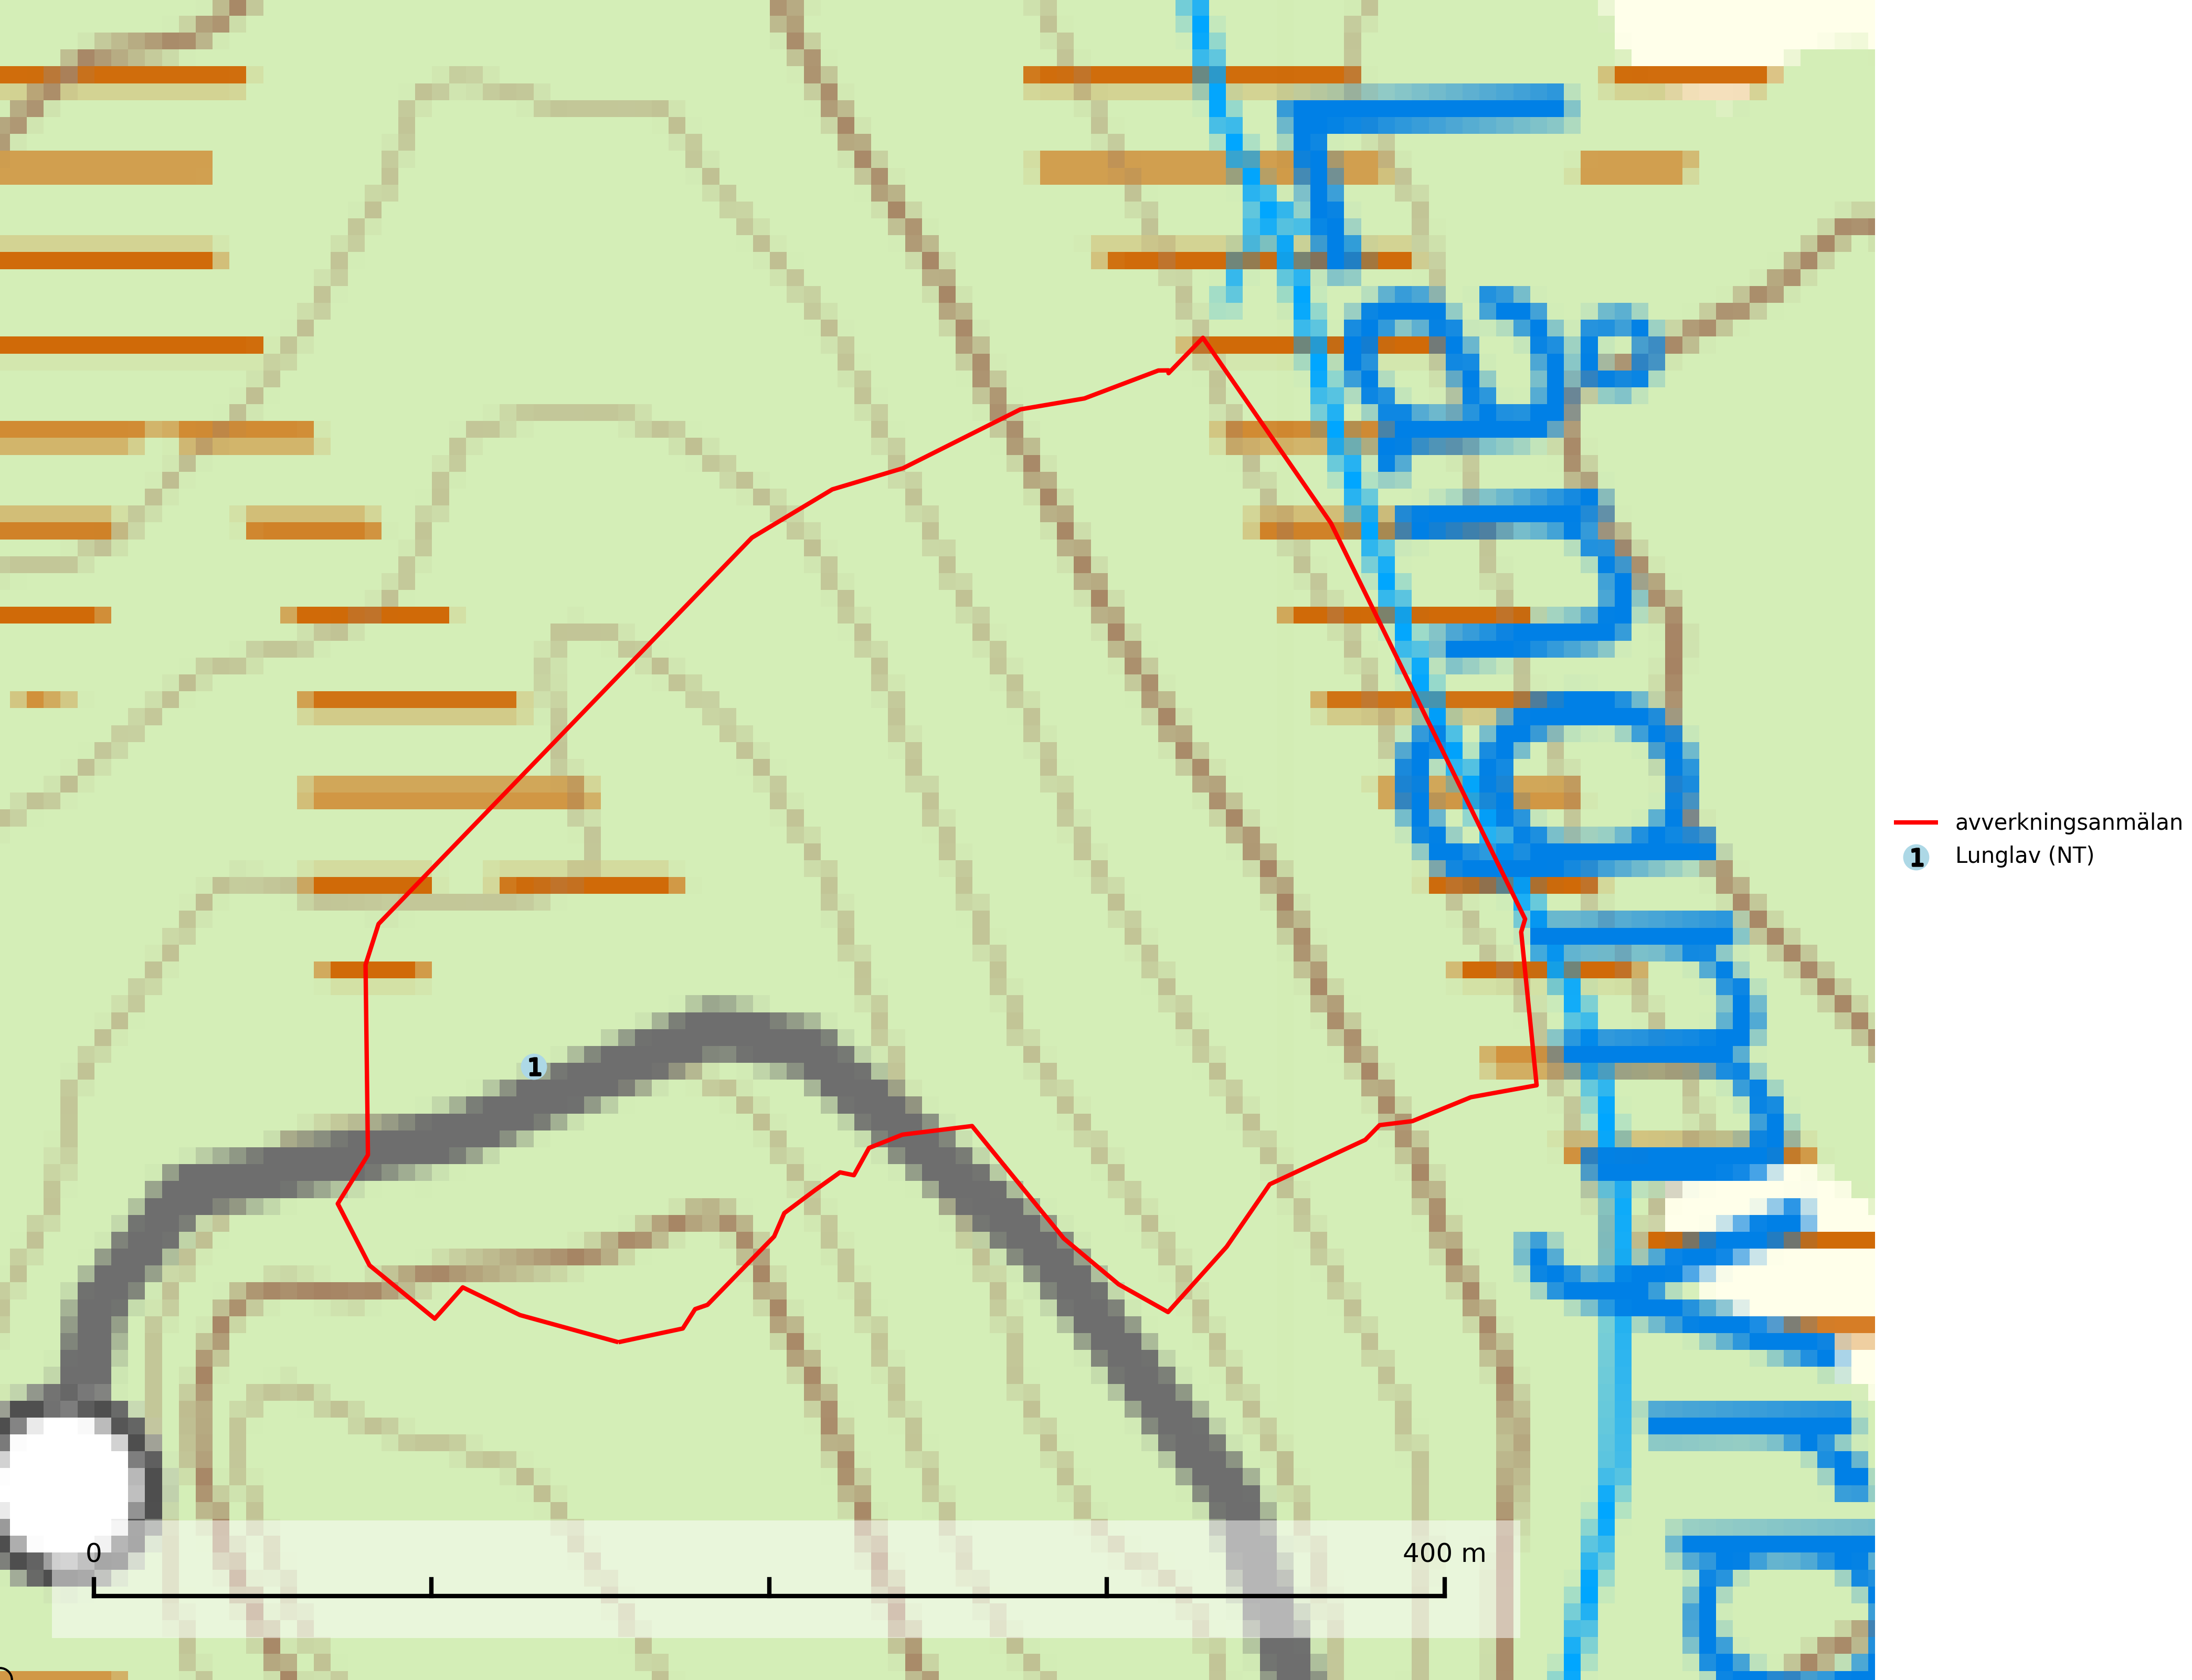 avverkningsanmälan
1 Lunglav (NT)
1
0 400 m